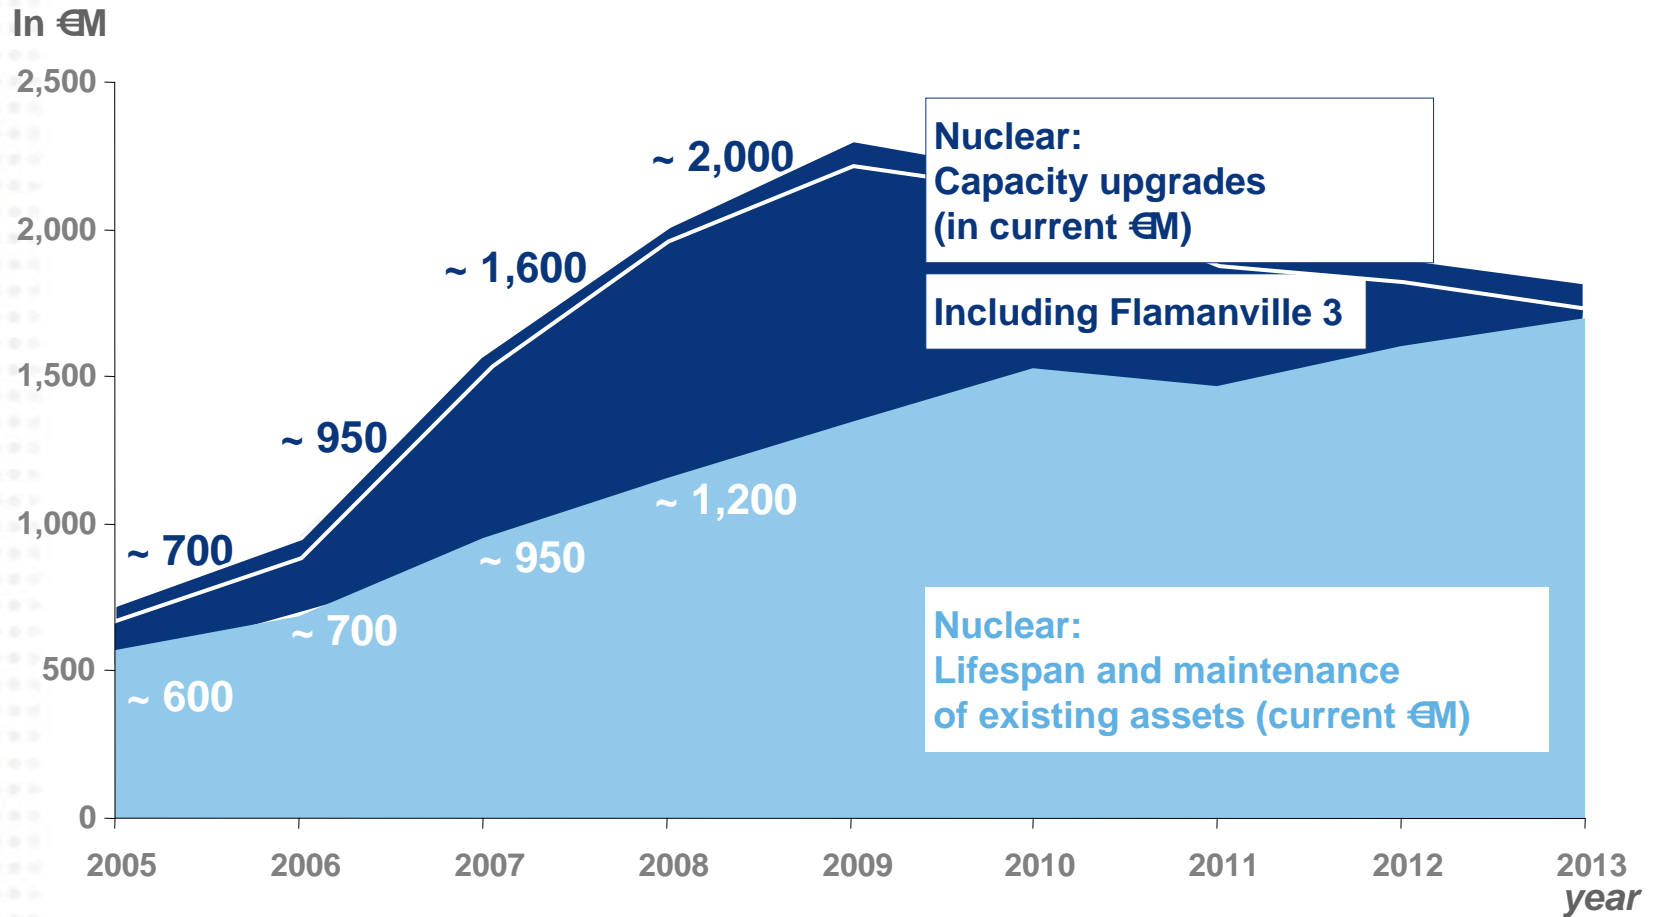 In €M
2,500
2,000
1,500
1,000
500
0
~ 700
~ 950
~ 1,600
~ 2,000
~ 600
~ 700
~ 950
~ 1,200
Nuclear:
Capacity upgrades
(in current €M)
Including Flamanville 3
Nuclear:
Lifespan and maintenance
of existing assets (current €M)
2005 2006 2007 2008 2009 2010 2011 2012 2013
year